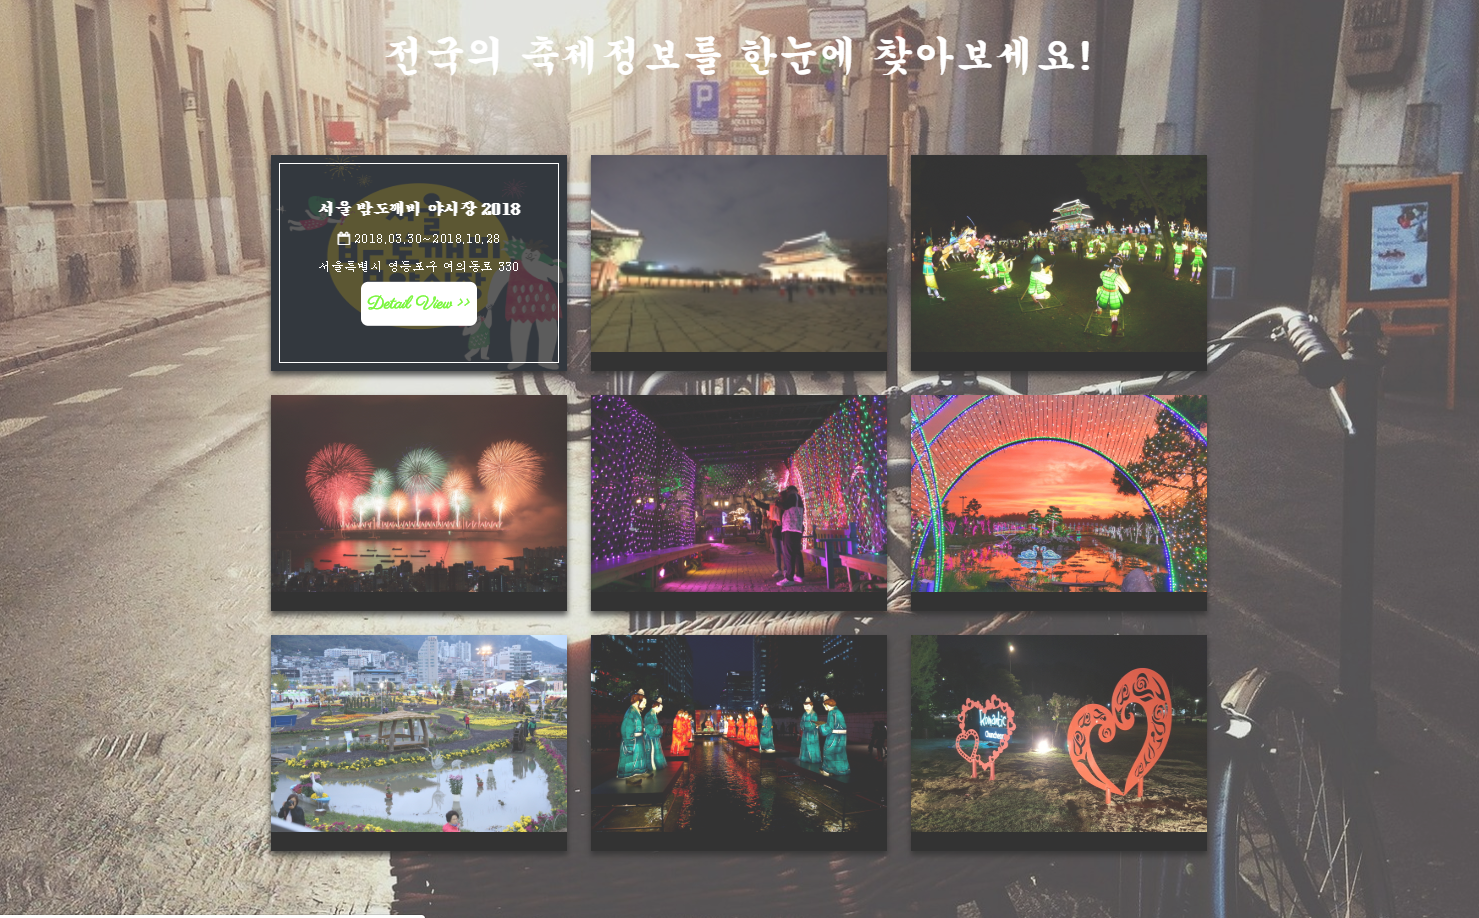 전국의 축제정보를 한눈에 찾아보세요!
P
서울 밤도깨비 야시장 2018
2018.03.30~2018.10.28
서울특별시 영등포구 여의동로 330
Detail View >>
Romantic